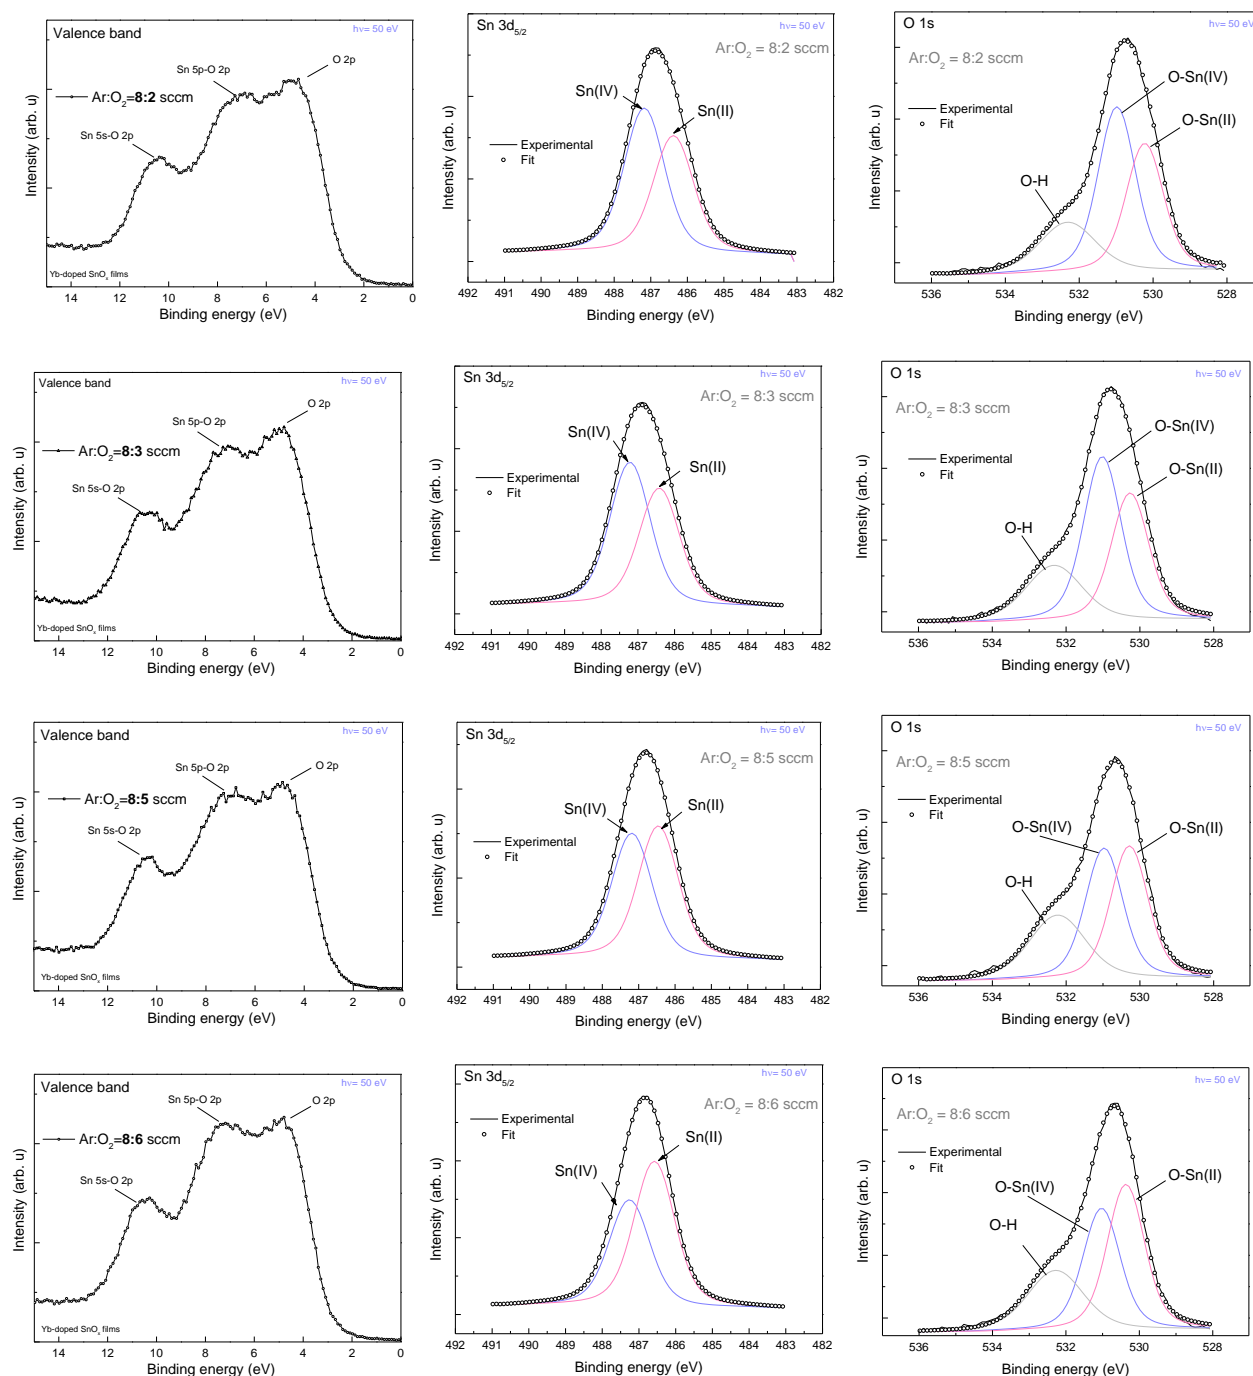 Valence band
hν= 50 eV
O 2p
Sn 5p-O 2p
Ar:O₂=8:2 sccm
Sn 5s-O 2p
Intensity (arb. u)
Yb-doped SnOₓ films
15 14 12 10 8 6 4 2 0
Binding energy (eV)
Sn 3d₅/₂
hν= 50 eV
Ar:O₂ = 8:2 sccm
Sn(IV)
Sn(II)
Experimental
Fit
Intensity (arb. u)
492 491 490 489 488 487 486 485 484 483 482
Binding energy (eV)
O 1s
hν= 50 eV
Ar:O₂ = 8:2 sccm
O-Sn(IV)
Experimental
Fit
O-Sn(II)
O-H
Intensity (arb. u)
536 534 532 530 528
Binding energy (eV)
Valence band
hν= 50 eV
O 2p
Sn 5p-O 2p
Ar:O₂=8:3 sccm
Sn 5s-O 2p
Intensity (arb. u)
Yb-doped SnOₓ films
14 12 10 8 6 4 2 0
Binding energy (eV)
Sn 3d₅/₂
hν= 50 eV
Ar:O₂ = 8:3 sccm
Sn(IV)
Sn(II)
Experimental
Fit
Intensity (arb. u)
492 491 490 489 488 487 486 485 484 483 482
Binding energy (eV)
O 1s
hν= 50 eV
Ar:O₂ = 8:3 sccm
O-Sn(IV)
Experimental
Fit
O-Sn(II)
O-H
Intensity (arb. u)
536 534 532 530 528
Binding energy (eV)
Valence band
hν= 50 eV
Sn 5p-O 2p
O 2p
Ar:O₂=8:5 sccm
Sn 5s-O 2p
Intensity (arb. u)
Yb-doped SnOₓ films
14 12 10 8 6 4 2 0
Binding energy (eV)
Sn 3d₅/₂
hν= 50 eV
Ar:O₂ = 8:5 sccm
Sn(IV)
Sn(II)
Experimental
Fit
Intensity (arb. u)
492 491 490 489 488 487 486 485 484 483 482
Binding energy (eV)
O 1s
hν= 50 eV
Ar:O₂ = 8:5 sccm
Experimental
Fit
O-Sn(IV)
O-Sn(II)
O-H
Intensity (arb. u)
536 534 532 530 528
Binding energy (eV)
Valence band
hν= 50 eV
Sn 5p-O 2p
O 2p
Ar:O₂=8:6 sccm
Sn 5s-O 2p
Intensity (arb. u)
Yb-doped SnOₓ films
14 12 10 8 6 4 2 0
Binding energy (eV)
Sn 3d₅/₂
hν= 50 eV
Ar:O₂ = 8:6 sccm
Experimental
Fit
Sn(II)
Sn(IV)
Intensity (arb. u)
492 491 490 489 488 487 486 485 484 483 482
Binding energy (eV)
O 1s
hν= 50 eV
Ar:O₂ = 8:6 sccm
Experimental
Fit
O-Sn(II)
O-Sn(IV)
O-H
Intensity (arb. u)
536 534 532 530 528
Binding energy (eV)